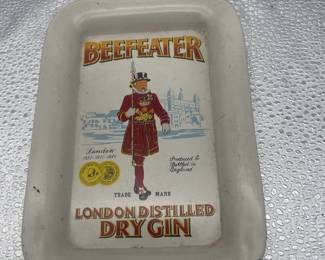 BEEFEATER
London
Produced &
Bottled in
England
TRADE MARK
LONDON DISTILLED
DRY GIN